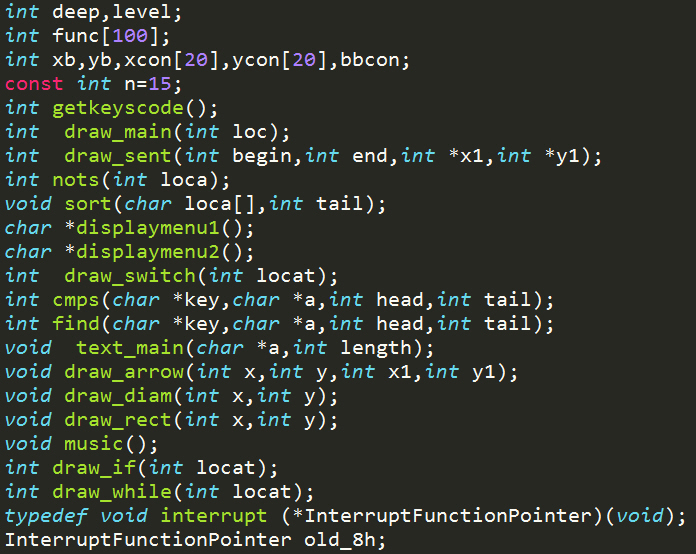 int deep,level;
int func[100];
int xb,yb,xcon[20],ycon[20],bbcon;
const int n=15;
int getkeyscode();
int  draw_main(int loc);
int  draw_sent(int begin,int end,int *x1,int *y1);
int nots(int loca);
void sort(char loca[],int tail);
char *displaymenu1();
char *displaymenu2();
int  draw_switch(int locat);
int cmps(char *key,char *a,int head,int tail);
int find(char *key,char *a,int head,int tail);
void  text_main(char *a,int length);
void draw_arrow(int x,int y,int x1,int y1);
void draw_diam(int x,int y);
void draw_rect(int x,int y);
void music();
int draw_if(int locat);
int draw_while(int locat);
typedef void interrupt (*InterruptFunctionPointer)(void);
InterruptFunctionPointer old_8h;